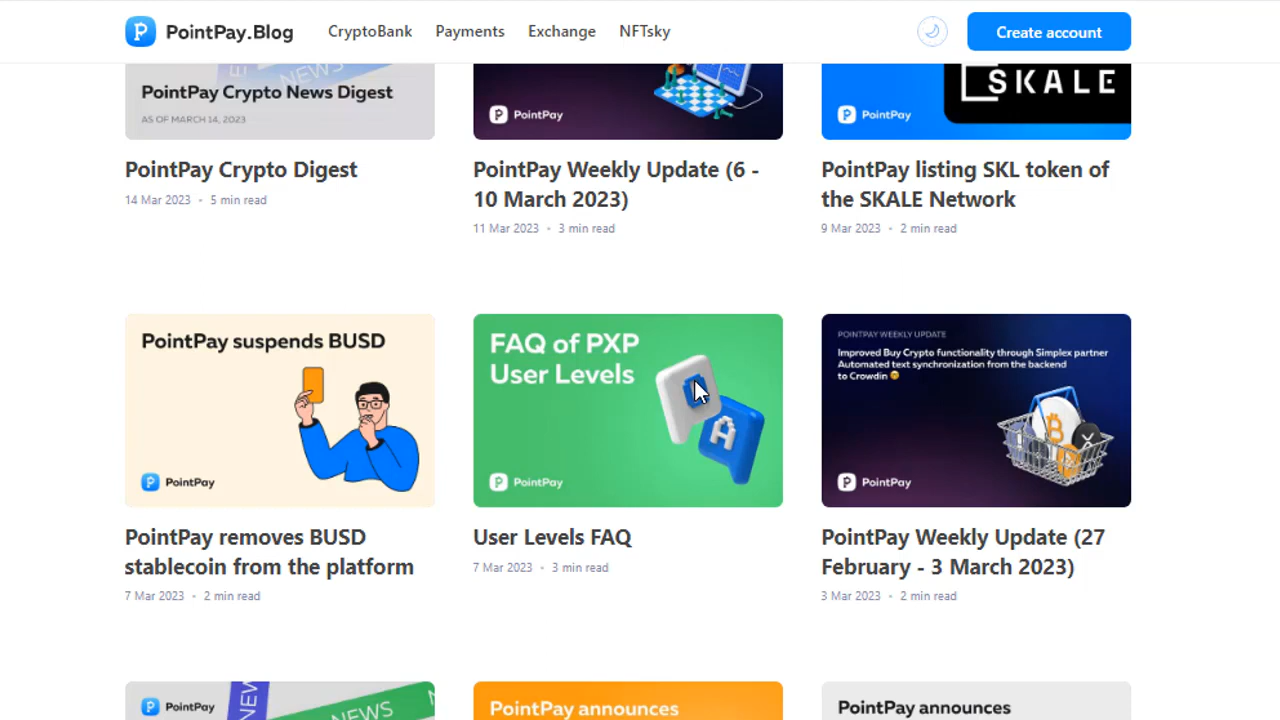 PointPay.Blog
CryptoBank
Payments
Exchange
NFTsky
Create account
NEWS
PointPay Crypto News Digest
AS OF MARCH 14, 2023
PointPay Crypto Digest
14 Mar 2023 • 5 min read
PointPay
PointPay Weekly Update (6 -
10 March 2023)
11 Mar 2023 • 3 min read
SKALE
PointPay
PointPay listing SKL token of
the SKALE Network
9 Mar 2023 • 2 min read
PointPay suspends BUSD
PointPay
PointPay removes BUSD
stablecoin from the platform
7 Mar 2023 • 2 min read
FAQ of PXP
User Levels
A
PointPay
User Levels FAQ
7 Mar 2023 • 3 min read
POINTPAY WEEKLY UPDATE
Improved Buy Crypto functionality through Simplex partner
Automated text synchronization from the backend
to Crowdin
PointPay
PointPay Weekly Update (27
February - 3 March 2023)
3 Mar 2023 • 2 min read
PointPay
NEWS
PointPay announces
PointPay announces